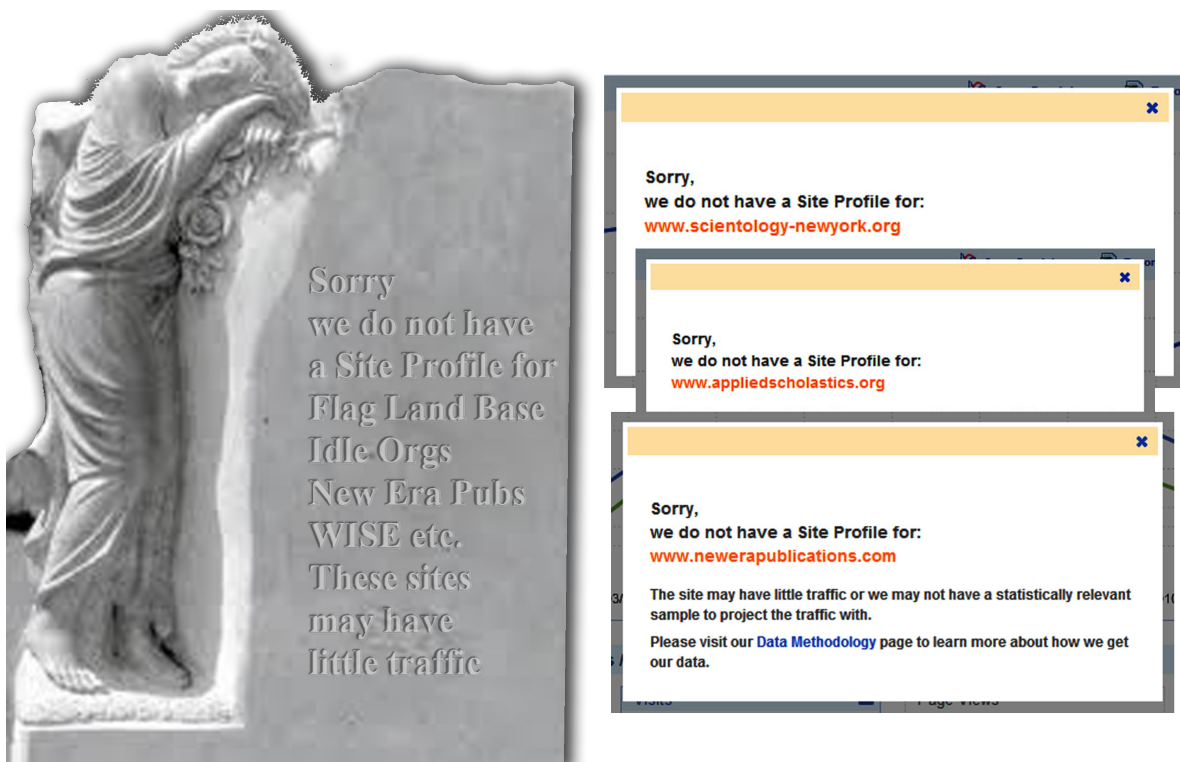 Sorry
we do not have
a Site Profile for
Flag Land Base
Idle Orgs
New Era Pubs
WISE etc.
These sites
may have
little traffic
Sorry,
we do not have a Site Profile for:
www.scientology-newyork.org
Sorry,
we do not have a Site Profile for:
www.appliedscholastics.org
Sorry,
we do not have a Site Profile for:
www.newerapublications.com
The site may have little traffic or we may not have a statistically relevant
sample to project the traffic with.
Please visit our Data Methodology page to learn more about how we get
our data.
Visits
Page Views